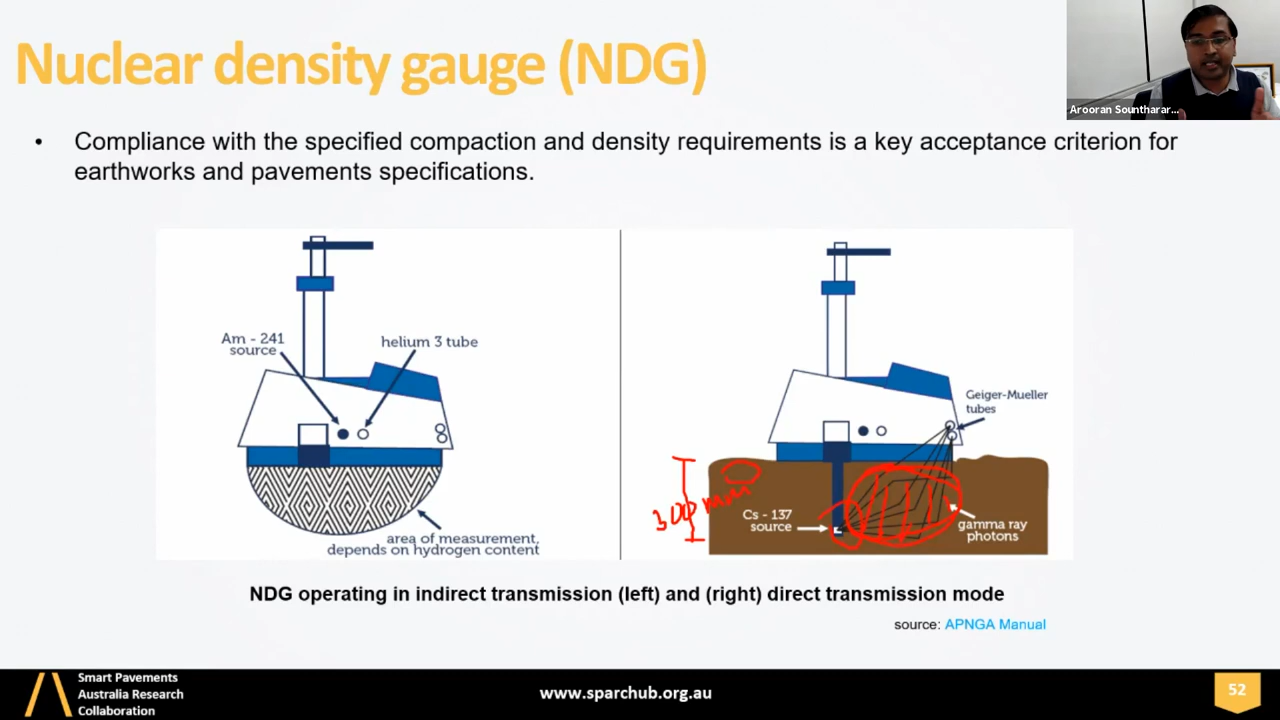 Nuclear density gauge (NDG)
Arooran Sountharar...
• Compliance with the specified compaction and density requirements is a key acceptance criterion for
earthworks and pavements specifications.
Am - 241
source
helium 3 tube
area of measurement,
depends on hydrogen content
Geiger-Mueller
tubes
300 mm
Cs - 137
source
gamma ray
photons
NDG operating in indirect transmission (left) and (right) direct transmission mode
source: APNGA Manual
Smart Pavements
Australia Research
Collaboration
www.sparchub.org.au
52